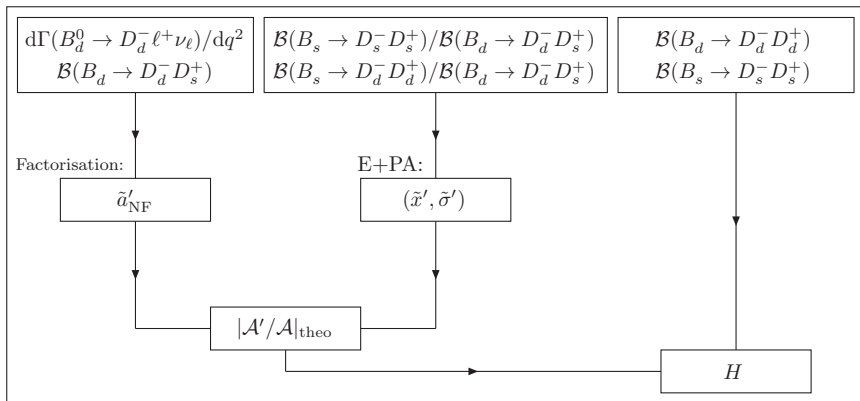 dΓ(B_d^0 → D_d^- ℓ^+ ν_ℓ)/dq^2
B(B_d → D_d^- D_s^+)
B(B_s → D_s^- D_s^+)/B(B_d → D_d^- D_s^+)
B(B_s → D_d^- D_d^+)/B(B_d → D_d^- D_s^+)
B(B_d → D_d^- D_d^+)
B(B_s → D_s^- D_s^+)
Factorisation:
E+PA:
ã′_NF
(x̃′, σ̃′)
|A′/A|_theo
H